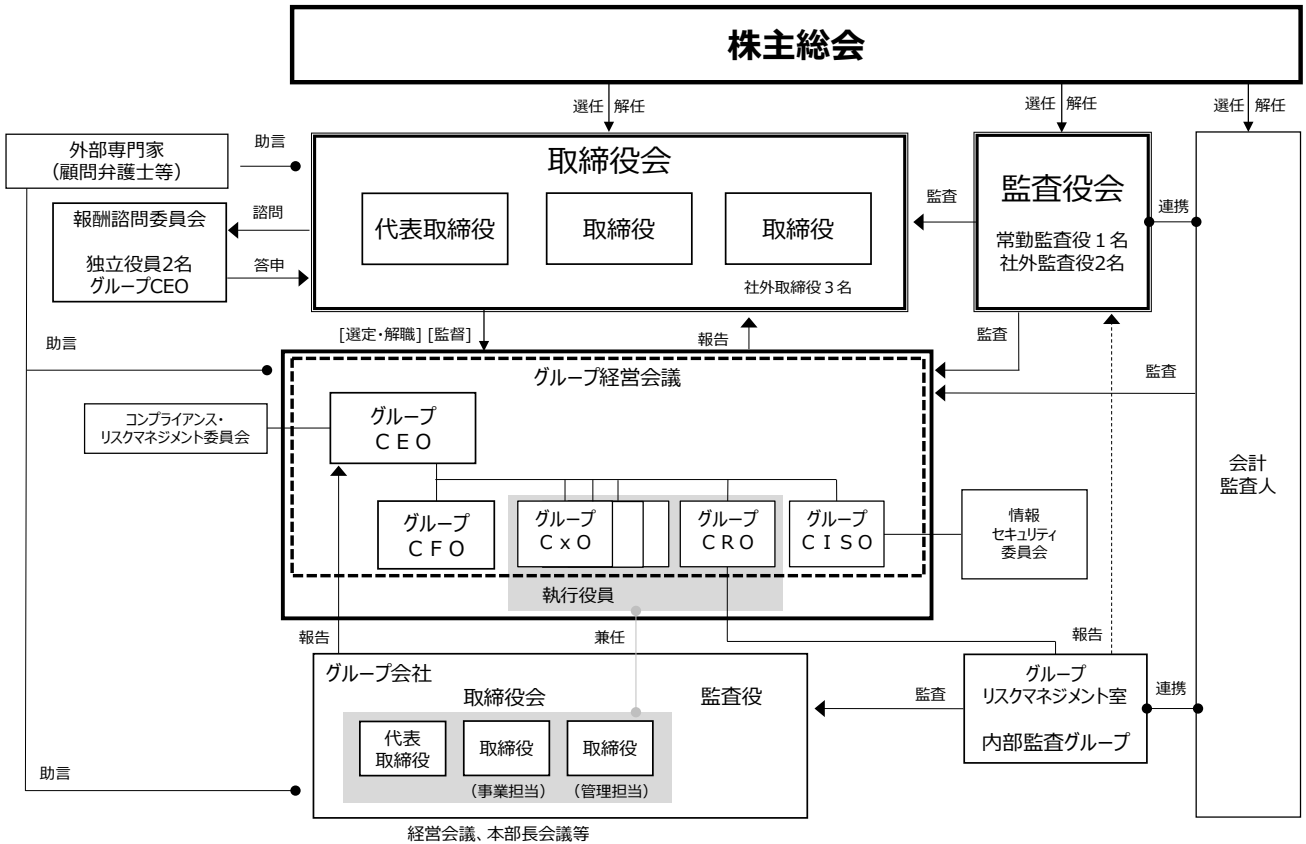 株主総会
選任 解任
選任 解任
選任 解任
外部専門家
(顧問弁護士等)
助言
取締役会
代表取締役
取締役
取締役
社外取締役3名
監査
監査役会
常勤監査役1名
社外監査役2名
連携
報酬諮問委員会
独立役員2名
グループCEO
諮問
答申
[選定・解職] [監督]
報告
監査
助言
監査
グループ経営会議
コンプライアンス・
リスクマネジメント委員会
グループ
CEO
グループ
CFO
グループ
CxO
グループ
CRO
グループ
CISO
執行役員
情報
セキュリティ
委員会
会計
監査人
報告
兼任
報告
グループ会社
取締役会
監査役
代表
取締役
取締役
取締役
(事業担当)
(管理担当)
監査
グループ
リスクマネジメント室
内部監査グループ
連携
助言
経営会議、本部長会議等